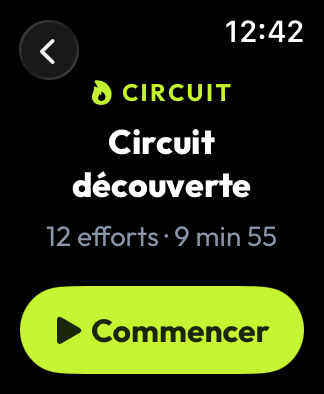 12:42
CIRCUIT
Circuit
découverte
12 efforts · 9 min 55
Commencer